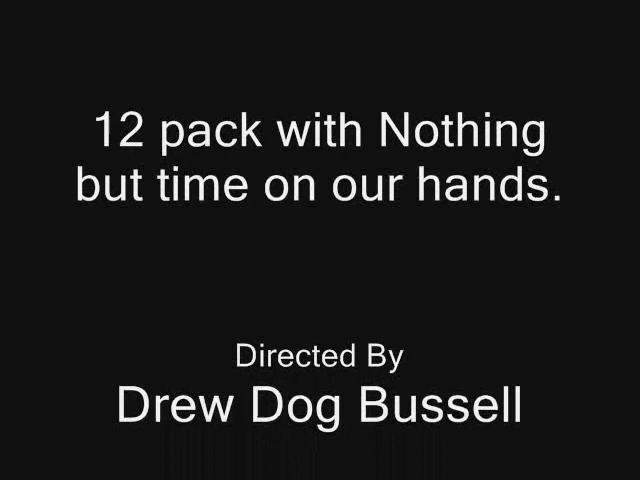 12 pack with Nothing
but time on our hands.
Directed By
Drew Dog Bussell